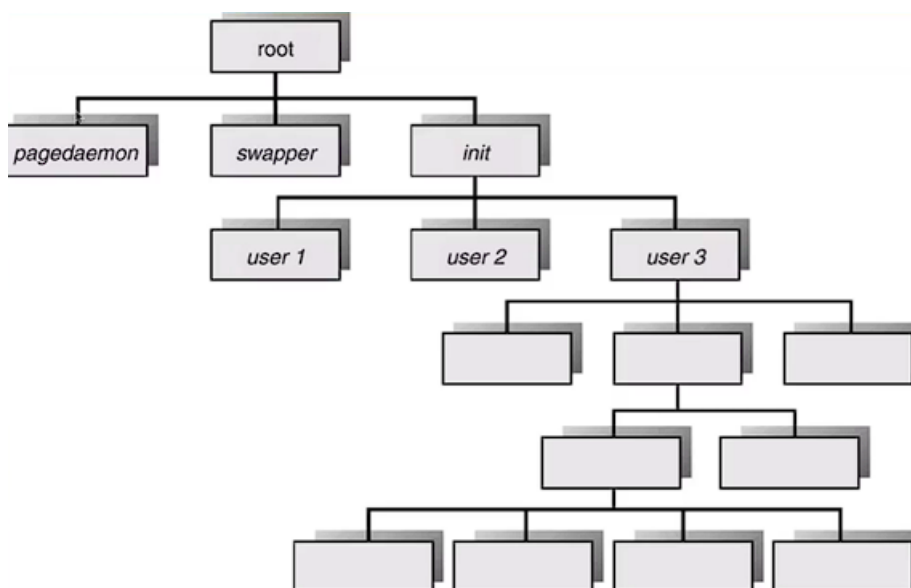 root
pagedaemon
swapper
init
user 1
user 2
user 3